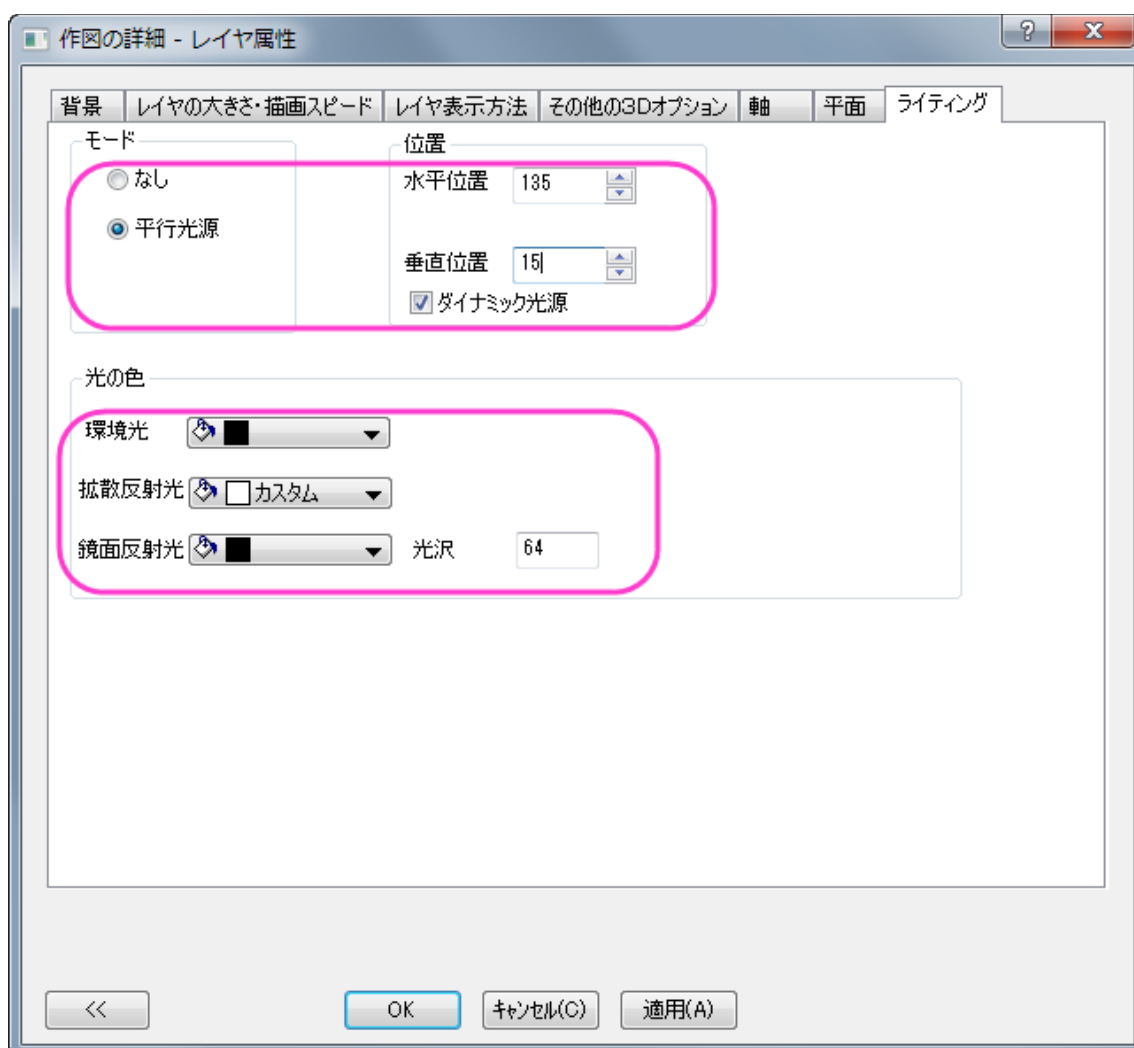 作図の詳細 - レイヤ属性
背景 レイヤの大きさ・描画スピード レイヤ表示方法 その他の3Dオプション 軸 平面 ライティング
モード 位置
なし 水平位置 135
平行光源
垂直位置 15
ダイナミック光源
光の色
環境光
拡散反射光 カスタム
鏡面反射光 光沢 64
<< OK キャンセル(C) 適用(A)